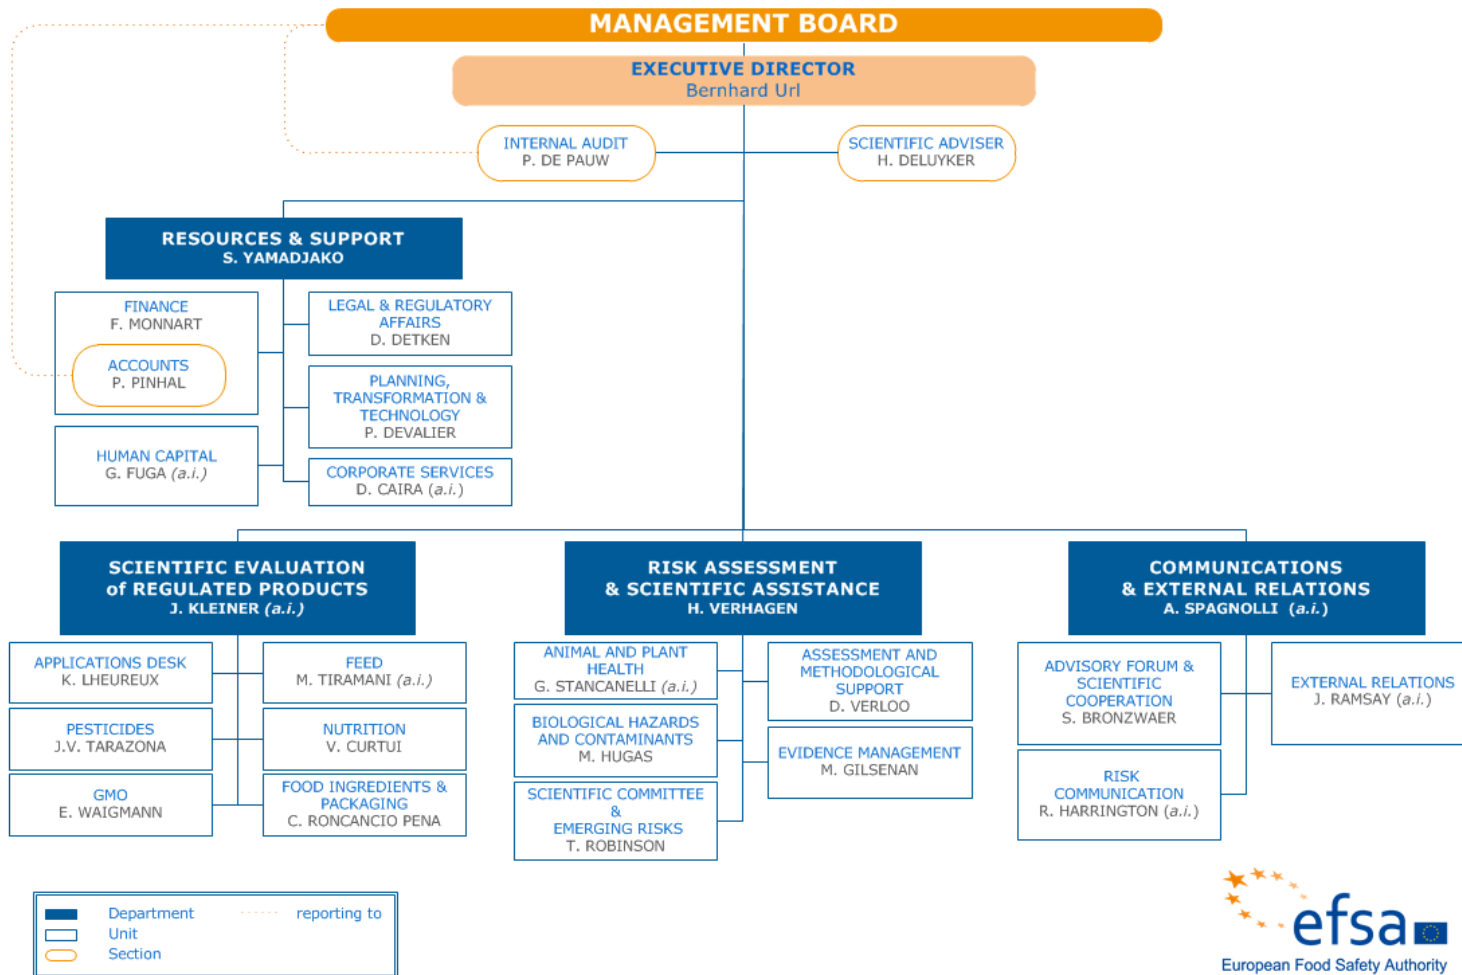 MANAGEMENT BOARD
EXECUTIVE DIRECTOR
Bernhard Url
INTERNAL AUDIT
P. DE PAUW
SCIENTIFIC ADVISER
H. DELUYKER
RESOURCES & SUPPORT
S. YAMADJAKO
FINANCE
F. MONNART
ACCOUNTS
P. PINHAL
LEGAL & REGULATORY
AFFAIRS
D. DETKEN
PLANNING,
TRANSFORMATION &
TECHNOLOGY
P. DEVALIER
HUMAN CAPITAL
G. FUGA (a.i.)
CORPORATE SERVICES
D. CAIRA (a.i.)
SCIENTIFIC EVALUATION
of REGULATED PRODUCTS
J. KLEINER (a.i.)
APPLICATIONS DESK
K. LHEUREUX
FEED
M. TIRAMANI (a.i.)
PESTICIDES
J.V. TARAZONA
NUTRITION
V. CURTUI
GMO
E. WAIGMANN
FOOD INGREDIENTS &
PACKAGING
C. RONCANCIO PENA
RISK ASSESSMENT
& SCIENTIFIC ASSISTANCE
H. VERHAGEN
ANIMAL AND PLANT
HEALTH
G. STANCANELLI (a.i.)
ASSESSMENT AND
METHODOLOGICAL
SUPPORT
D. VERLOO
BIOLOGICAL HAZARDS
AND CONTAMINANTS
M. HUGAS
EVIDENCE MANAGEMENT
M. GILSENAN
SCIENTIFIC COMMITTEE
&
EMERGING RISKS
T. ROBINSON
COMMUNICATIONS
& EXTERNAL RELATIONS
A. SPAGNOLLI (a.i.)
ADVISORY FORUM &
SCIENTIFIC
COOPERATION
S. BRONZWAER
EXTERNAL RELATIONS
J. RAMSAY (a.i.)
RISK
COMMUNICATION
R. HARRINGTON (a.i.)
Department
reporting to
Unit
Section
efsa
European Food Safety Authority